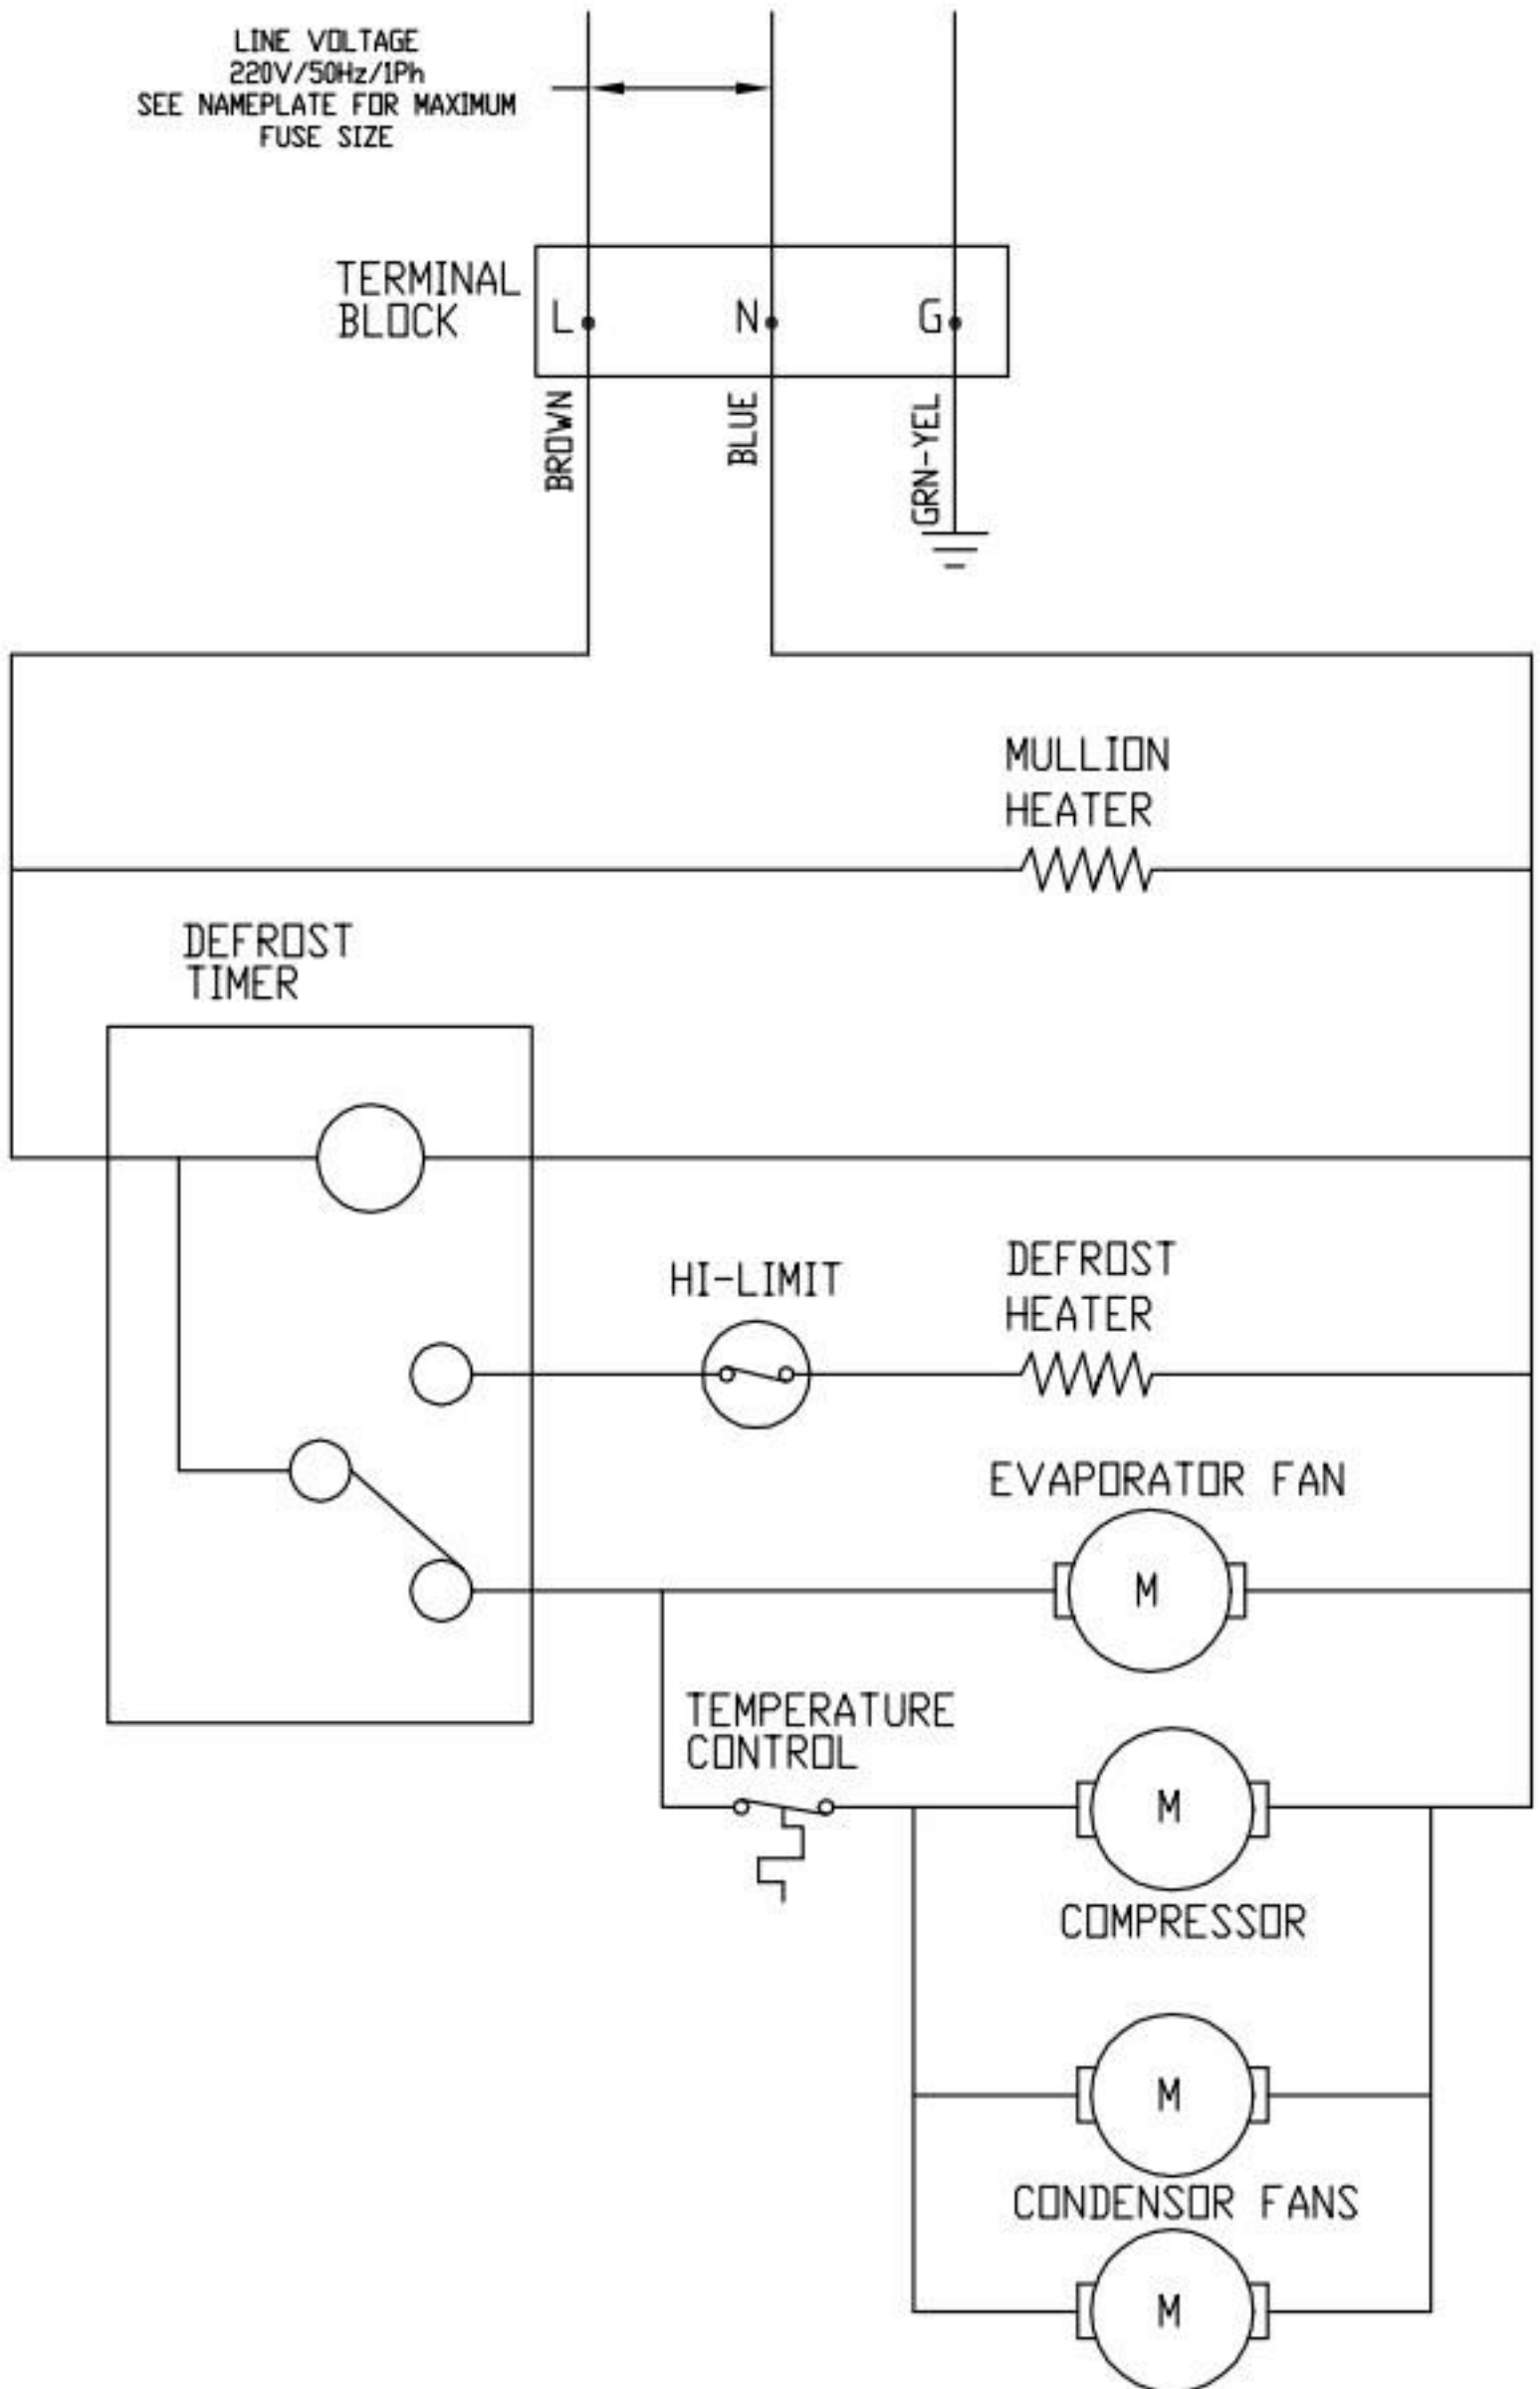 LINE VOLTAGE
220V/50Hz/1Ph
SEE NAMEPLATE FOR MAXIMUM
FUSE SIZE
TERMINAL
BLOCK
L
N
G
BROWN
BLUE
GRN-YEL
MULLION
HEATER
DEFROST
TIMER
HI-LIMIT
DEFROST
HEATER
EVAPORATOR FAN
M
TEMPERATURE
CONTROL
M
COMPRESSOR
M
CONDENSOR FANS
M